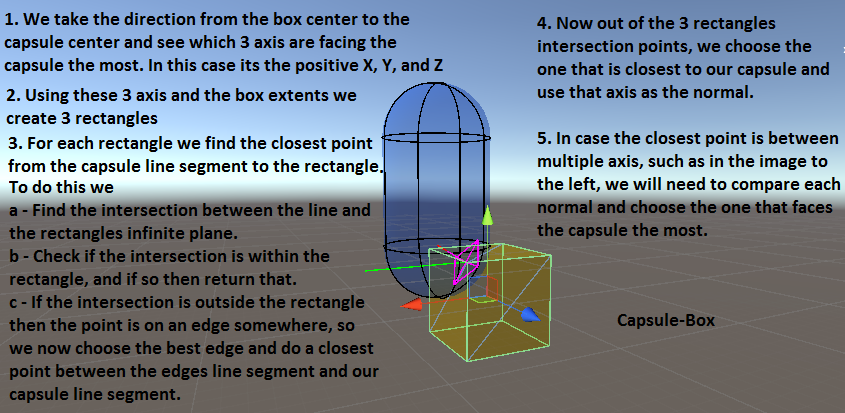 1. We take the direction from the box center to the
capsule center and see which 3 axis are facing the
capsule the most. In this case its the positive X, Y, and Z
2. Using these 3 axis and the box extents we
create 3 rectangles
3. For each rectangle we find the closest point
from the capsule line segment to the rectangle.
To do this we
a - Find the intersection between the line and
the rectangles infinite plane.
b - Check if the intersection is within the
rectangle, and if so then return that.
c - If the intersection is outside the rectangle
then the point is on an edge somewhere, so
we now choose the best edge and do a closest
point between the edges line segment and our
capsule line segment.
4. Now out of the 3 rectangles
intersection points, we choose the
one that is closest to our capsule and
use that axis as the normal.
5. In case the closest point is between
multiple axis, such as in the image to
the left, we will need to compare each
normal and choose the one that faces
the capsule the most.
Capsule-Box